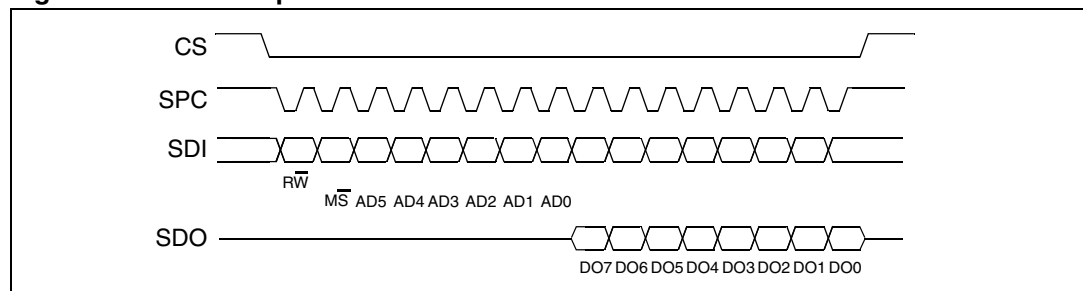 CS
SPC
SDI
RW
MS AD5 AD4 AD3 AD2 AD1 AD0
SDO
DO7 DO6 DO5 DO4 DO3 DO2 DO1 DO0